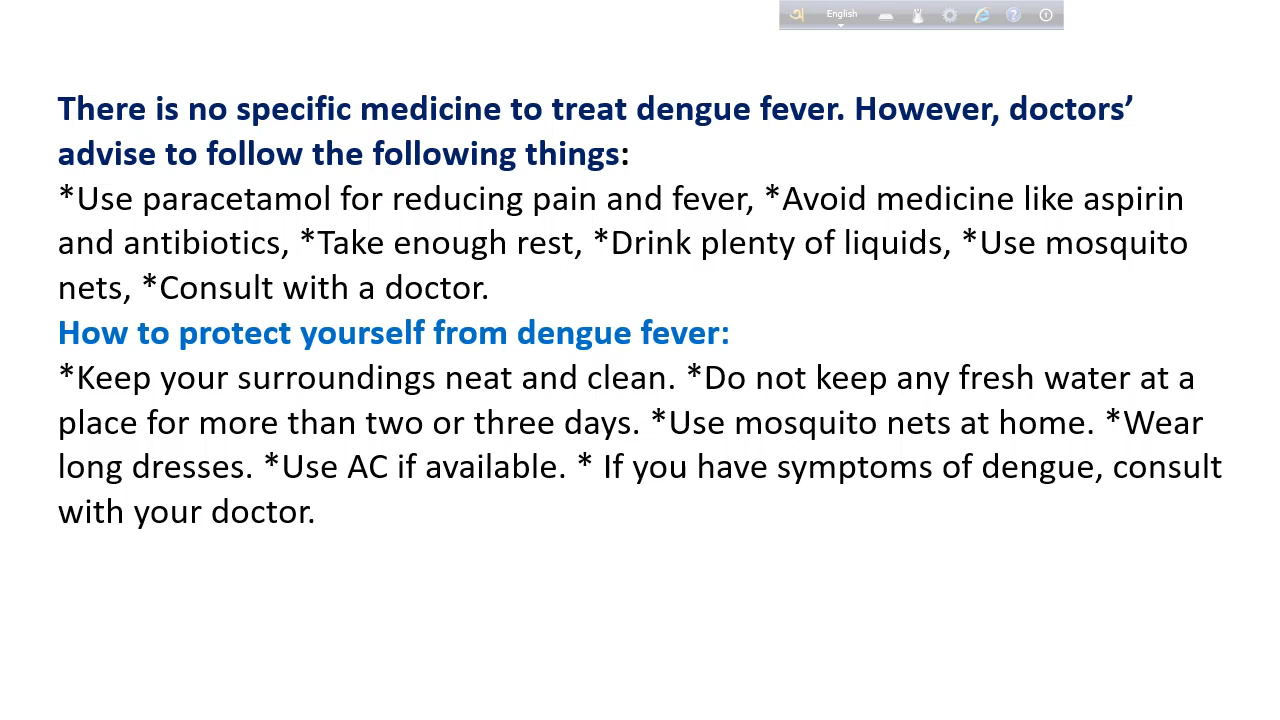 অ English
There is no specific medicine to treat dengue fever. However, doctors’
advise to follow the following things:
*Use paracetamol for reducing pain and fever, *Avoid medicine like aspirin
and antibiotics, *Take enough rest, *Drink plenty of liquids, *Use mosquito
nets, *Consult with a doctor.
How to protect yourself from dengue fever:
*Keep your surroundings neat and clean. *Do not keep any fresh water at a
place for more than two or three days. *Use mosquito nets at home. *Wear
long dresses. *Use AC if available. * If you have symptoms of dengue, consult
with your doctor.